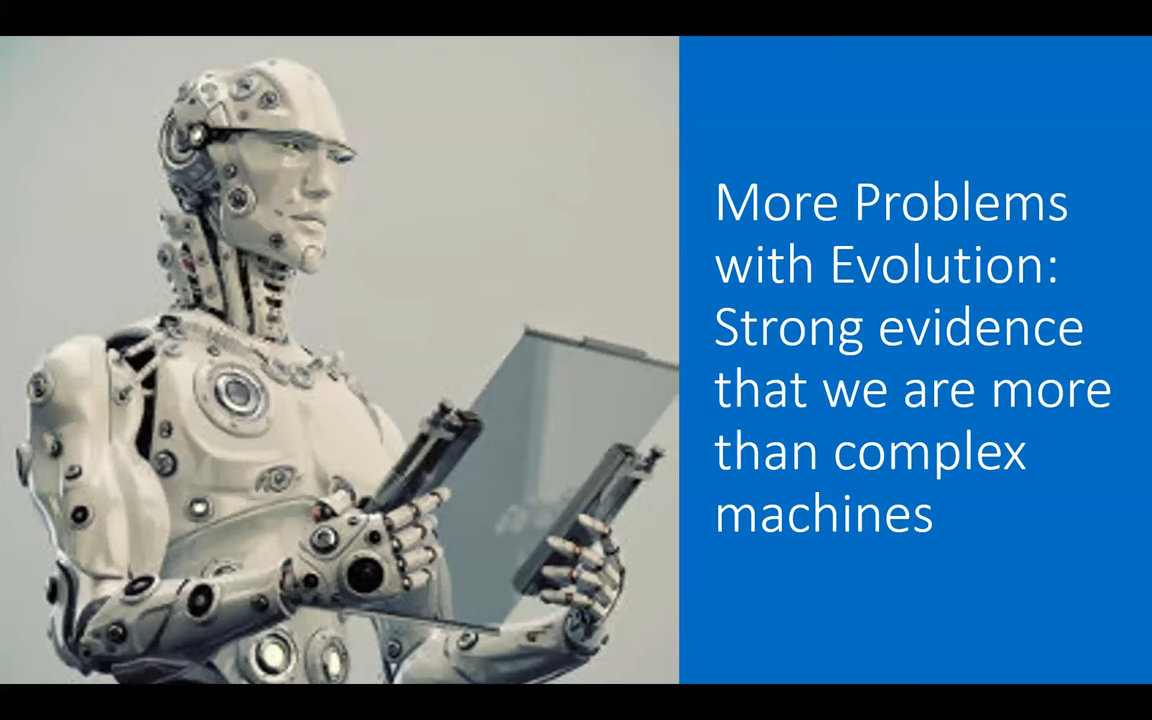 More Problems
with Evolution:
Strong evidence
that we are more
than complex
machines